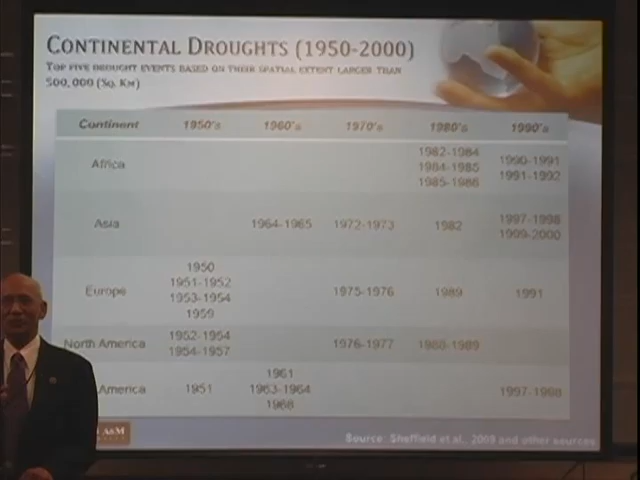 CONTINENTAL DROUGHTS (1950-2000)
TOP FIVE DROUGHT EVENTS BASED ON THEIR SPATIAL EXTENT LARGER THAN
500,000 (SQ. KM)
Continent 1950's 1960's 1970's 1980's 1990's
Africa 1982-1984 1984-1985 1985-1988 1990-1991 1991-1992
Asia 1964-1965 1972-1973 1982 1997-1998 1999-2000
Europe 1950 1951-1952 1953-1954 1959 1975-1976 1989 1991
North America 1952-1954 1954-1957 1976-1977 1988-1989
America 1951 1961 1963-1964 1968 1997-1998
A&M
Source: Sheffield et al., 2009 and other sources